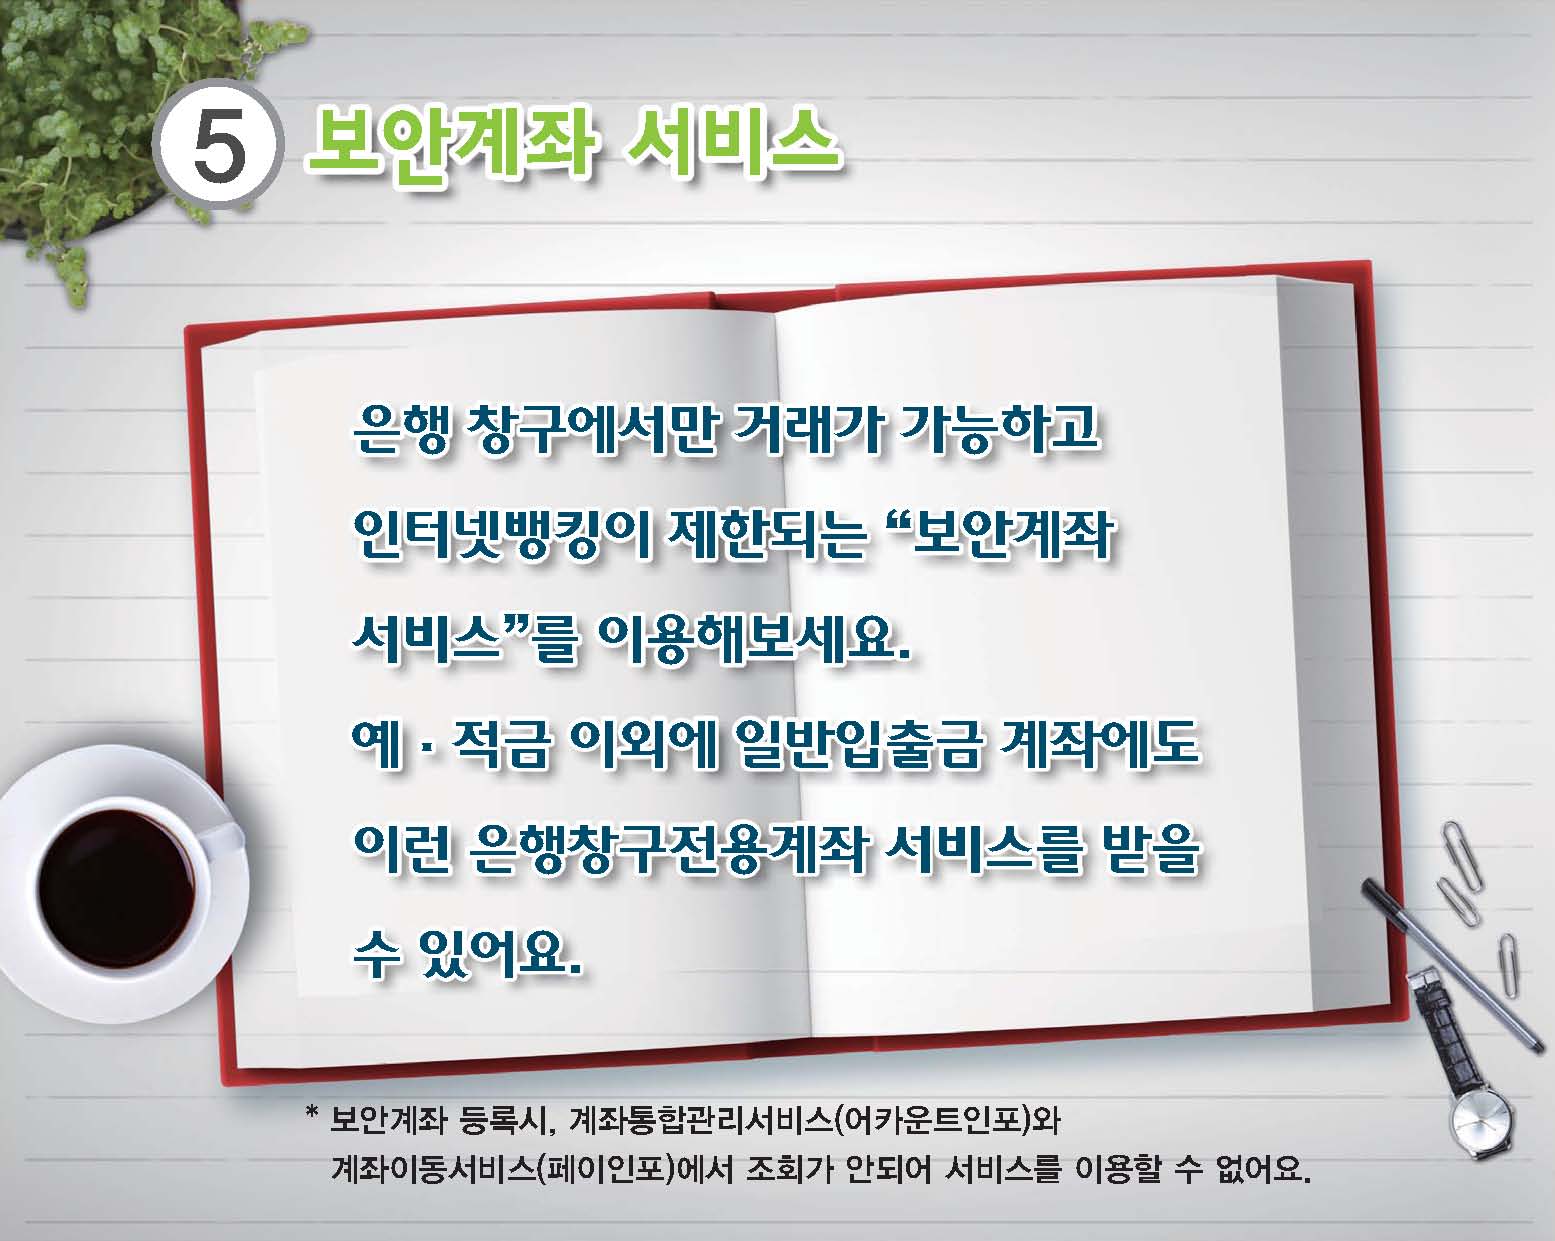 5 보안계좌 서비스
은행 창구에서만 거래가 가능하고
인터넷뱅킹이 제한되는 “보안계좌
서비스”를 이용해보세요.
예 · 적금 이외에 일반입출금 계좌에도
이런 은행창구전용계좌 서비스를 받을
수 있어요.
* 보안계좌 등록시, 계좌통합관리서비스(어카운트인포)와
계좌이동서비스(페이인포)에서 조회가 안되어 서비스를 이용할 수 없어요.